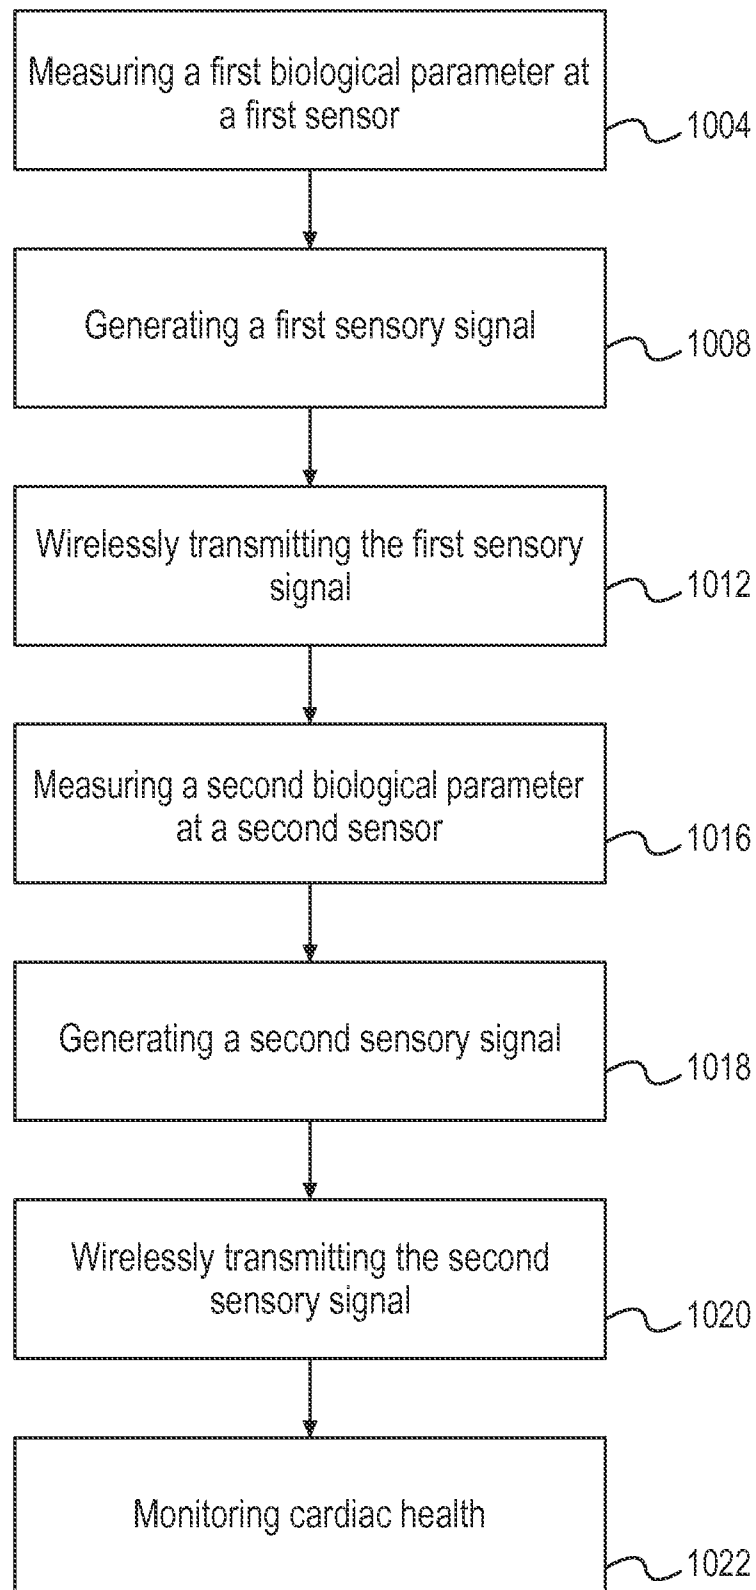 Measuring a first biological parameter at
a first sensor
1004
Generating a first sensory signal
1008
Wirelessly transmitting the first sensory
signal
1012
Measuring a second biological parameter
at a second sensor
1016
Generating a second sensory signal
1018
Wirelessly transmitting the second
sensory signal
1020
Monitoring cardiac health
1022